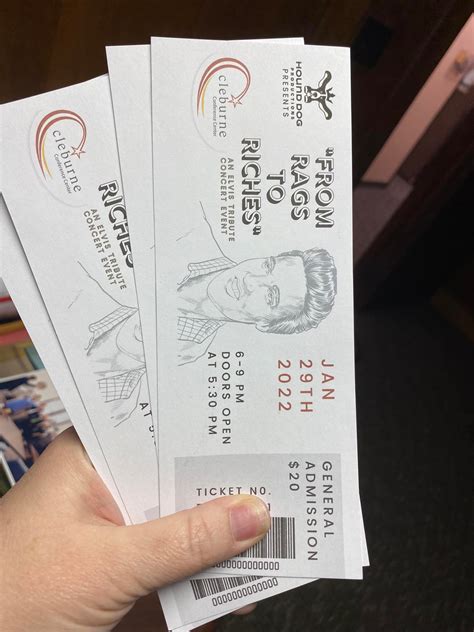 HOUND DOG
PRODUCTIONS
PRESENTS
"FROM
RAGS
TO
RICHES"
AN ELVIS TRIBUTE
CONCERT EVENT
cleburne
Conference Center
JAN
29TH
2022
6-9 PM
DOORS OPEN
AT 5:30 PM
GENERAL
ADMISSION
$20
TICKET NO.
0000000000000
cleburne
Conference Center
RICHES"
AN ELVIS TRIBUTE
CONCERT EVENT